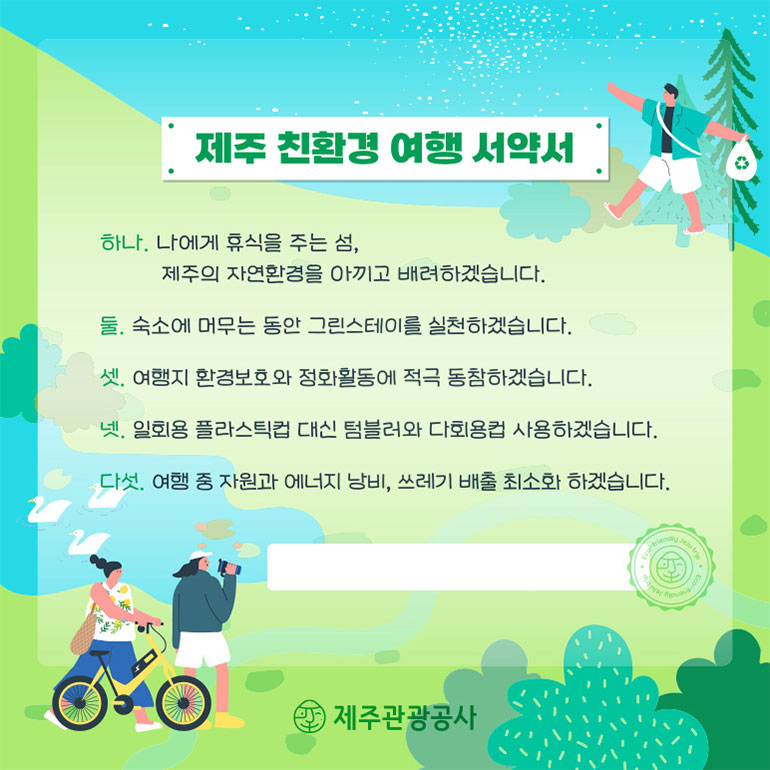 제주 친환경 여행 서약서
하나. 나에게 휴식을 주는 섬,
제주의 자연환경을 아끼고 배려하겠습니다.
둘. 숙소에 머무는 동안 그린스테이를 실천하겠습니다.
셋. 여행지 환경보호와 정화활동에 적극 동참하겠습니다.
넷. 일회용 플라스틱컵 대신 텀블러와 다회용컵 사용하겠습니다.
다섯. 여행 중 자원과 에너지 낭비, 쓰레기 배출 최소화 하겠습니다.
Eco-friendly Jeju trip • Eco-friendly Jeju trip •
제주관광공사